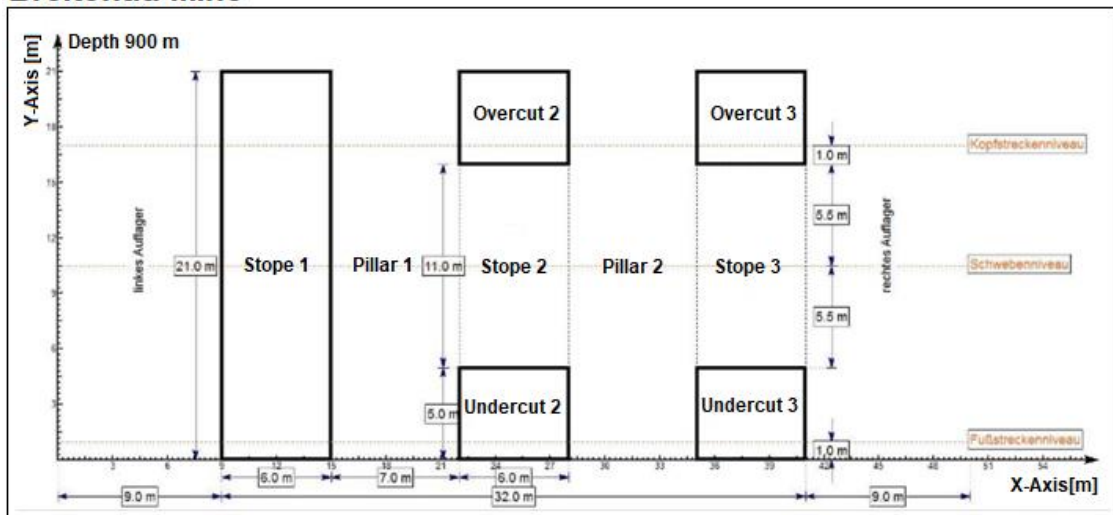 Depth 900 m
Y-Axis [m]
21
18
15
12
9
6
3
Overcut 2
Overcut 3
Kopfstreckenniveau
1.0 m
5.5 m
linkes Auflager
21.0 m
Stope 1
Pillar 1
11.0 m
Stope 2
Pillar 2
Stope 3
rechtes Auflager
Schwebenniveau
5.5 m
5.0 m
Undercut 2
Undercut 3
Fußstreckenniveau
1.0 m
3 6 9 12 15 18 21 24 27 30 33 36 39 42 45 48 51 54
6.0 m 7.0 m 6.0 m
X-Axis[m]
9.0 m 32.0 m 9.0 m